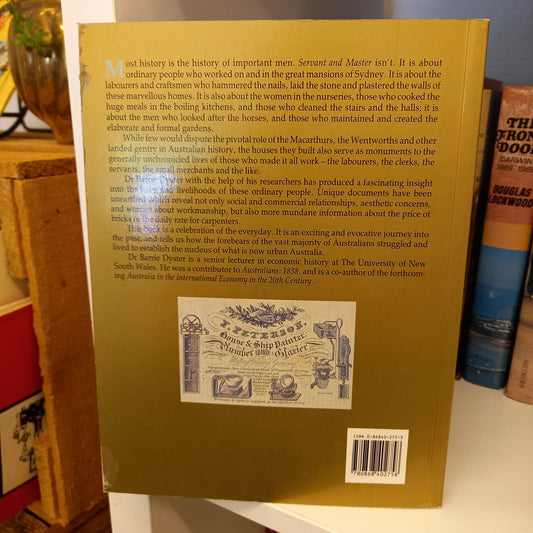 Most history is the history of important men. Servant and Master isn't. It is about
ordinary people who worked on and in the great mansions of Sydney. It is about the
labourers and craftsmen who hammered the nails, laid the stone and plastered the walls of
these marvellous homes. It is also about the women in the nurseries, those who cooked the
huge meals in the boiling kitchens, and those who cleaned the stairs and the halls; it is
about the men who looked after the horses, and those who maintained and created the
elaborate and formal gardens.
While few would dispute the pivotal role of the Macarthurs, the Wentworths and other
landed gentry in Australian history, the houses they built also serve as monuments to the
generally unchronicled lives of those who made it all work – the labourers, the clerks, the
servants, the small merchants and the like.
Dr Barrie Dyster with the help of his researchers has produced a fascinating insight
into the lives and livelihoods of these ordinary people. Unique documents have been
unearthed which reveal not only social and commercial relationships, aesthetic concerns,
and worries about workmanship, but also more mundane information about the price of
bricks or the daily rate for carpenters.
This book is a celebration of the everyday. It is an exciting and evocative journey into
the past, and tells us how the forebears of the vast majority of Australians struggled and
lived to establish the nucleus of what is now urban Australia.
Dr Barrie Dyster is a senior lecturer in economic history at The University of New
South Wales. He was a contributor to Australians: 1838, and is a co-author of the forthcom-
ing Australia in the International Economy in the 20th Century.
PETERSON,
House & Ship Painter,
Plumber AND Glazier
ISBN 0-86840-275-3
9780868402758
THE
FRONT
DOOR
DARWIN
1869 1969
DOUGLAS
LOCKWOOD